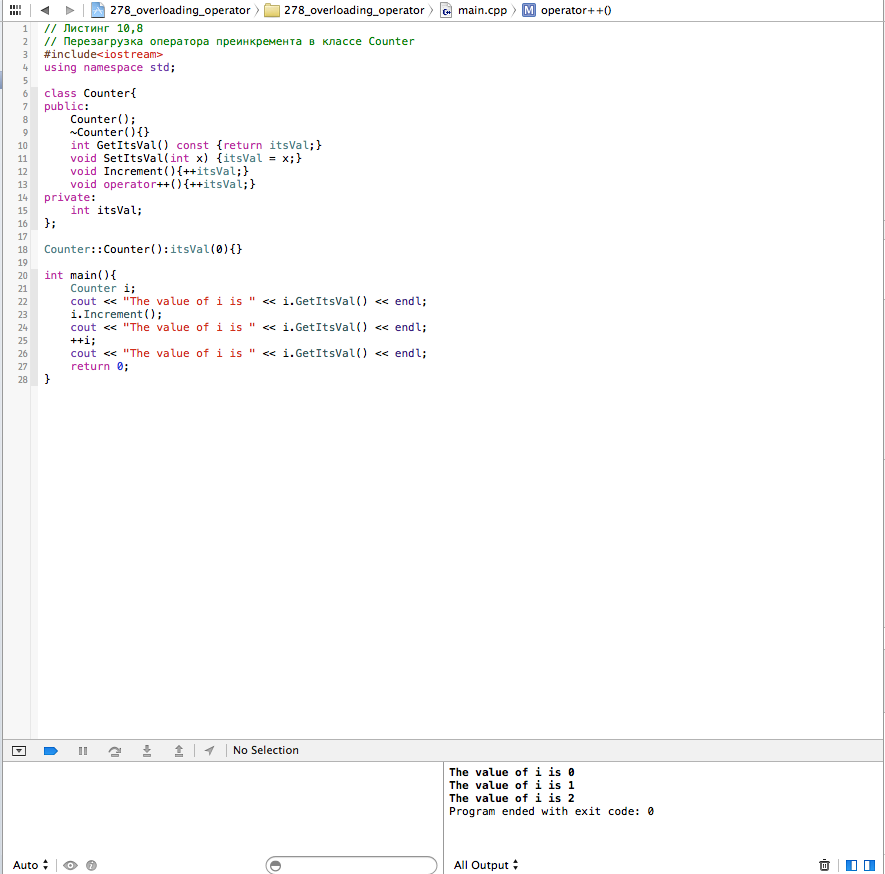 278_overloading_operator 278_overloading_operator main.cpp M operator++()
1 // Листинг 10,8
2 // Перезагрузка оператора преинкремента в классе Counter
3 #include<iostream>
4 using namespace std;
5
6 class Counter{
7 public:
8 Counter();
9 ~Counter(){}
10 int GetItsVal() const {return itsVal;}
11 void SetItsVal(int x) {itsVal = x;}
12 void Increment(){++itsVal;}
13 void operator++(){++itsVal;}
14 private:
15 int itsVal;
16 };
17
18 Counter::Counter():itsVal(0){}
19
20 int main(){
21 Counter i;
22 cout << "The value of i is " << i.GetItsVal() << endl;
23 i.Increment();
24 cout << "The value of i is " << i.GetItsVal() << endl;
25 ++i;
26 cout << "The value of i is " << i.GetItsVal() << endl;
27 return 0;
28 }
No Selection
The value of i is 0
The value of i is 1
The value of i is 2
Program ended with exit code: 0
Auto All Output